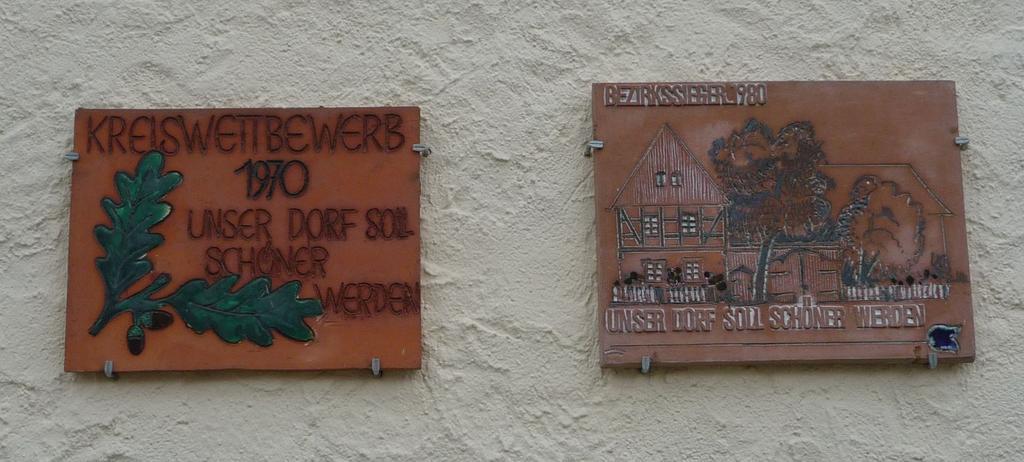 KREISWETTBEWERB
1970
UNSER DORF SOLL
SCHÖNER
WERDEN
BEZIRKSSIEGER 1980
UNSER DORF SOLL SCHÖNER WERDEN